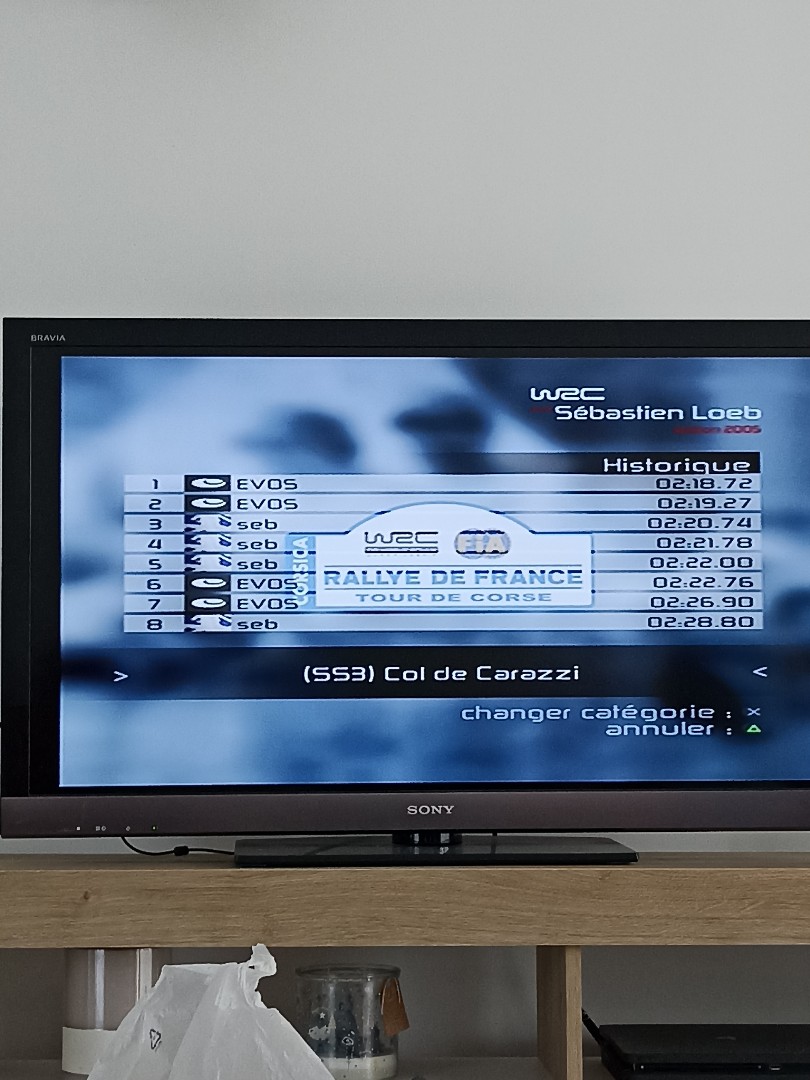 BRAVIA
WRC
Sébastien Loeb
édition 2005
Historique
1 EVOS 02:18.72
2 EVOS 02:19.27
3 seb 02:20.74
4 seb 02:21.78
5 seb 02:22.00
6 EVOS 02:22.76
7 EVOS 02:26.90
8 seb 02:28.80
CORSICA
WRC FIA
RALLYE DE FRANCE
TOUR DE CORSE
> (SS3) Col de Carazzi <
changer catégorie : X
annuler : △
SONY